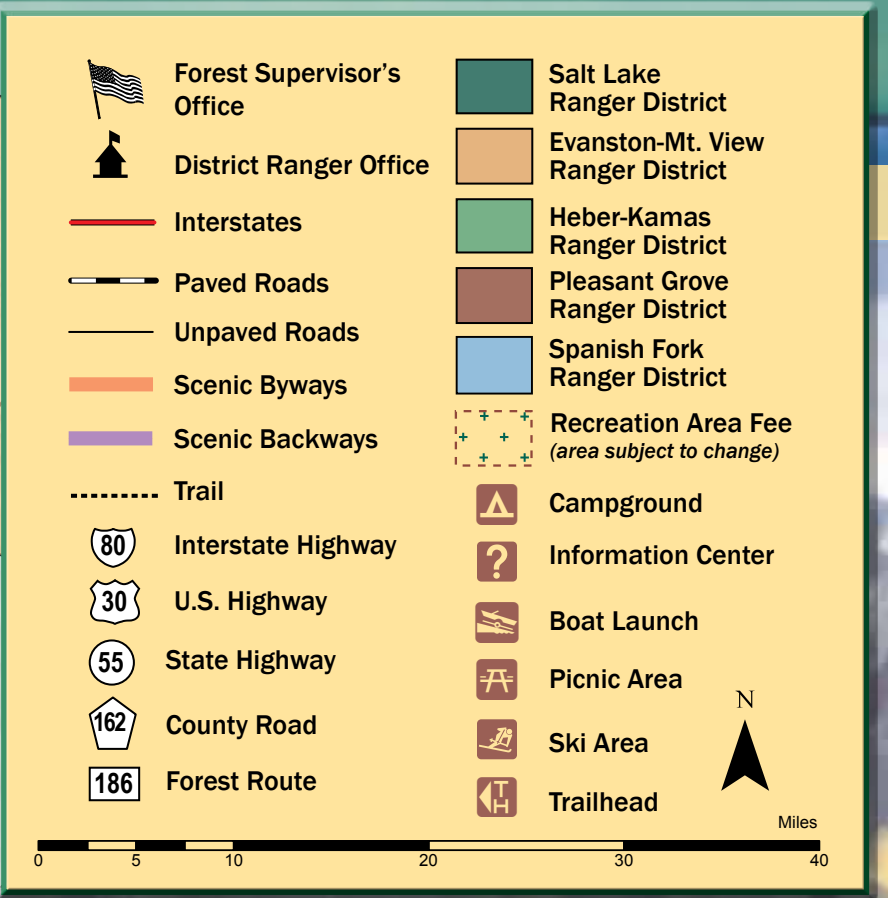 Forest Supervisor's
Office
District Ranger Office
Interstates
Paved Roads
Unpaved Roads
Scenic Byways
Scenic Backways
Trail
80
Interstate Highway
30
U.S. Highway
55
State Highway
162
County Road
186
Forest Route
Salt Lake
Ranger District
Evanston-Mt. View
Ranger District
Heber-Kamas
Ranger District
Pleasant Grove
Ranger District
Spanish Fork
Ranger District
Recreation Area Fee
(area subject to change)
Campground
?
Information Center
Boat Launch
Picnic Area
Ski Area
T
H
Trailhead
N
Miles
0 5 10 20 30 40